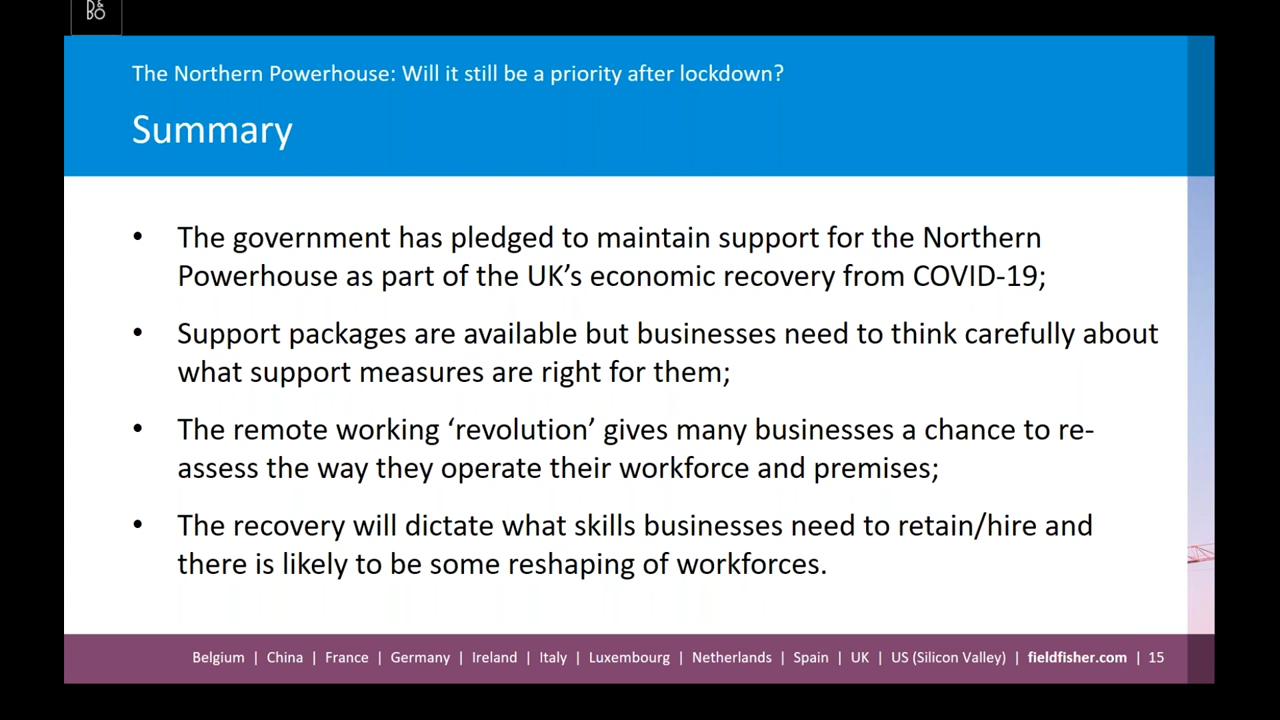 B&
BO
The Northern Powerhouse: Will it still be a priority after lockdown?
Summary
• The government has pledged to maintain support for the Northern
Powerhouse as part of the UK’s economic recovery from COVID-19;
• Support packages are available but businesses need to think carefully about
what support measures are right for them;
• The remote working ‘revolution’ gives many businesses a chance to re-
assess the way they operate their workforce and premises;
• The recovery will dictate what skills businesses need to retain/hire and
there is likely to be some reshaping of workforces.
Belgium | China | France | Germany | Ireland | Italy | Luxembourg | Netherlands | Spain | UK | US (Silicon Valley) | fieldfisher.com | 15